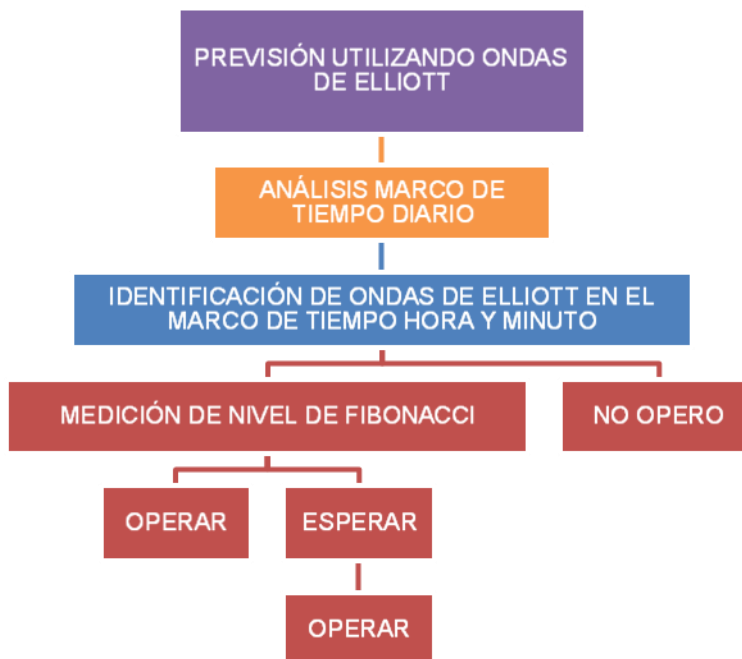 PREVISIÓN UTILIZANDO ONDAS
DE ELLIOTT
ANÁLISIS MARCO DE
TIEMPO DIARIO
IDENTIFICACIÓN DE ONDAS DE ELLIOTT EN EL
MARCO DE TIEMPO HORA Y MINUTO
MEDICIÓN DE NIVEL DE FIBONACCI
NO OPERO
OPERAR
ESPERAR
OPERAR